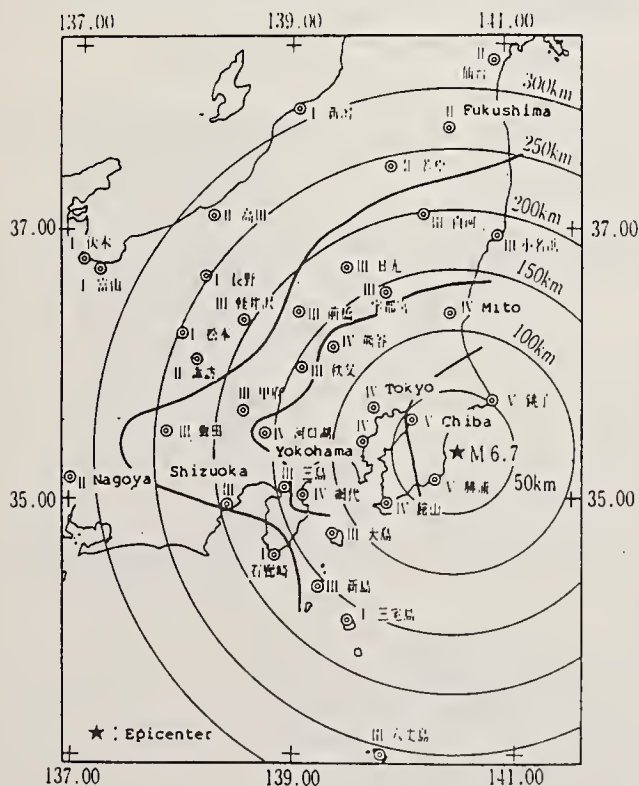 137.00 139.00 141.00
II
仙台
300km
I 新潟
II Fukushima
II 若松
250km
200km
37.00
II 高田
III 白河
37.00
I 伏木
III 小名浜
I 富山
I 長野
III 日光
150km
III 軽井沢
III 前橋
III
宇都宮
IV Mito
I 松本
IV 熊谷
100km
II 諏訪
III 秩父
III 甲府
IV Tokyo
V 銚子
V Chiba
III 飯田
IV 河口湖
IV
Yokohama
★ M 6.7
II Nagoya
Shizuoka
III 三島
50km
V 勝浦
35.00
III
IV 網代
IV 館山
35.00
III 大島
I
石廊崎
III 新島
I 三宅島
★ : Epicenter
III 八丈島
137.00 139.00 141.00